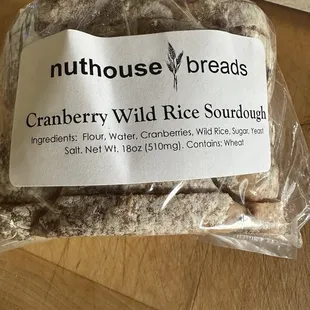 nuthouse breads
Cranberry Wild Rice Sourdough
Ingredients: Flour, Water, Cranberries, Wild Rice, Sugar, Yeast
Salt. Net Wt. 18oz (510mg). Contains: Wheat